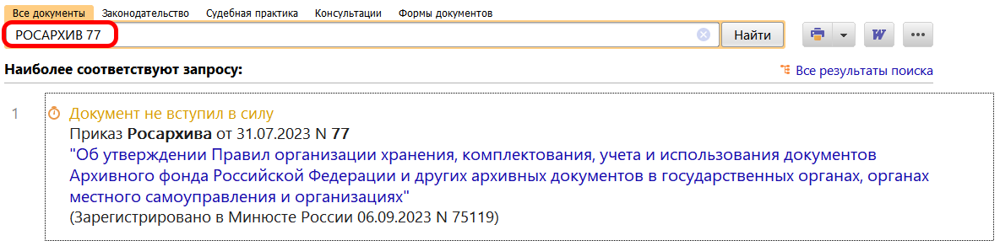 Все документы Законодательство Судебная практика Консультации Формы документов
РОСАРХИВ 77 Найти W
Наиболее соответствуют запросу: Все результаты поиска
1 Документ не вступил в силу
Приказ Росархива от 31.07.2023 N 77
"Об утверждении Правил организации хранения, комплектования, учета и использования документов
Архивного фонда Российской Федерации и других архивных документов в государственных органах, органах
местного самоуправления и организациях"
(Зарегистрировано в Минюсте России 06.09.2023 N 75119)